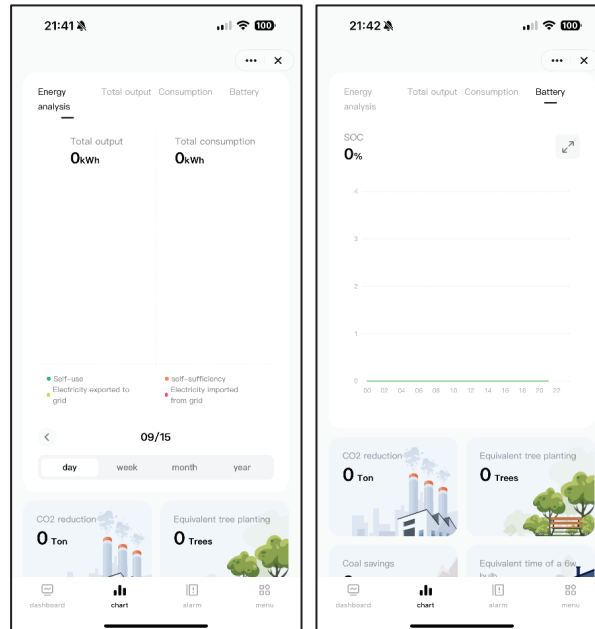 21:41
100
Energy
analysis
Total output
Consumption
Battery
Total output
0kWh
Total consumption
0kWh
Self-use
Electricity exported to
grid
self-sufficiency
Electricity imported
from grid
09/15
day
week
month
year
CO2 reduction
0 Ton
Equivalent tree planting
0 Trees
dashboard
chart
alarm
menu
21:42
100
Energy
analysis
Total output
Consumption
Battery
SOC
0%
4
3
2
1
0
00 02 04 06 08 10 12 14 16 18 20 22
CO2 reduction
0 Ton
Equivalent tree planting
0 Trees
Coal savings
Equivalent time of a 6w
bulb
dashboard
chart
alarm
menu